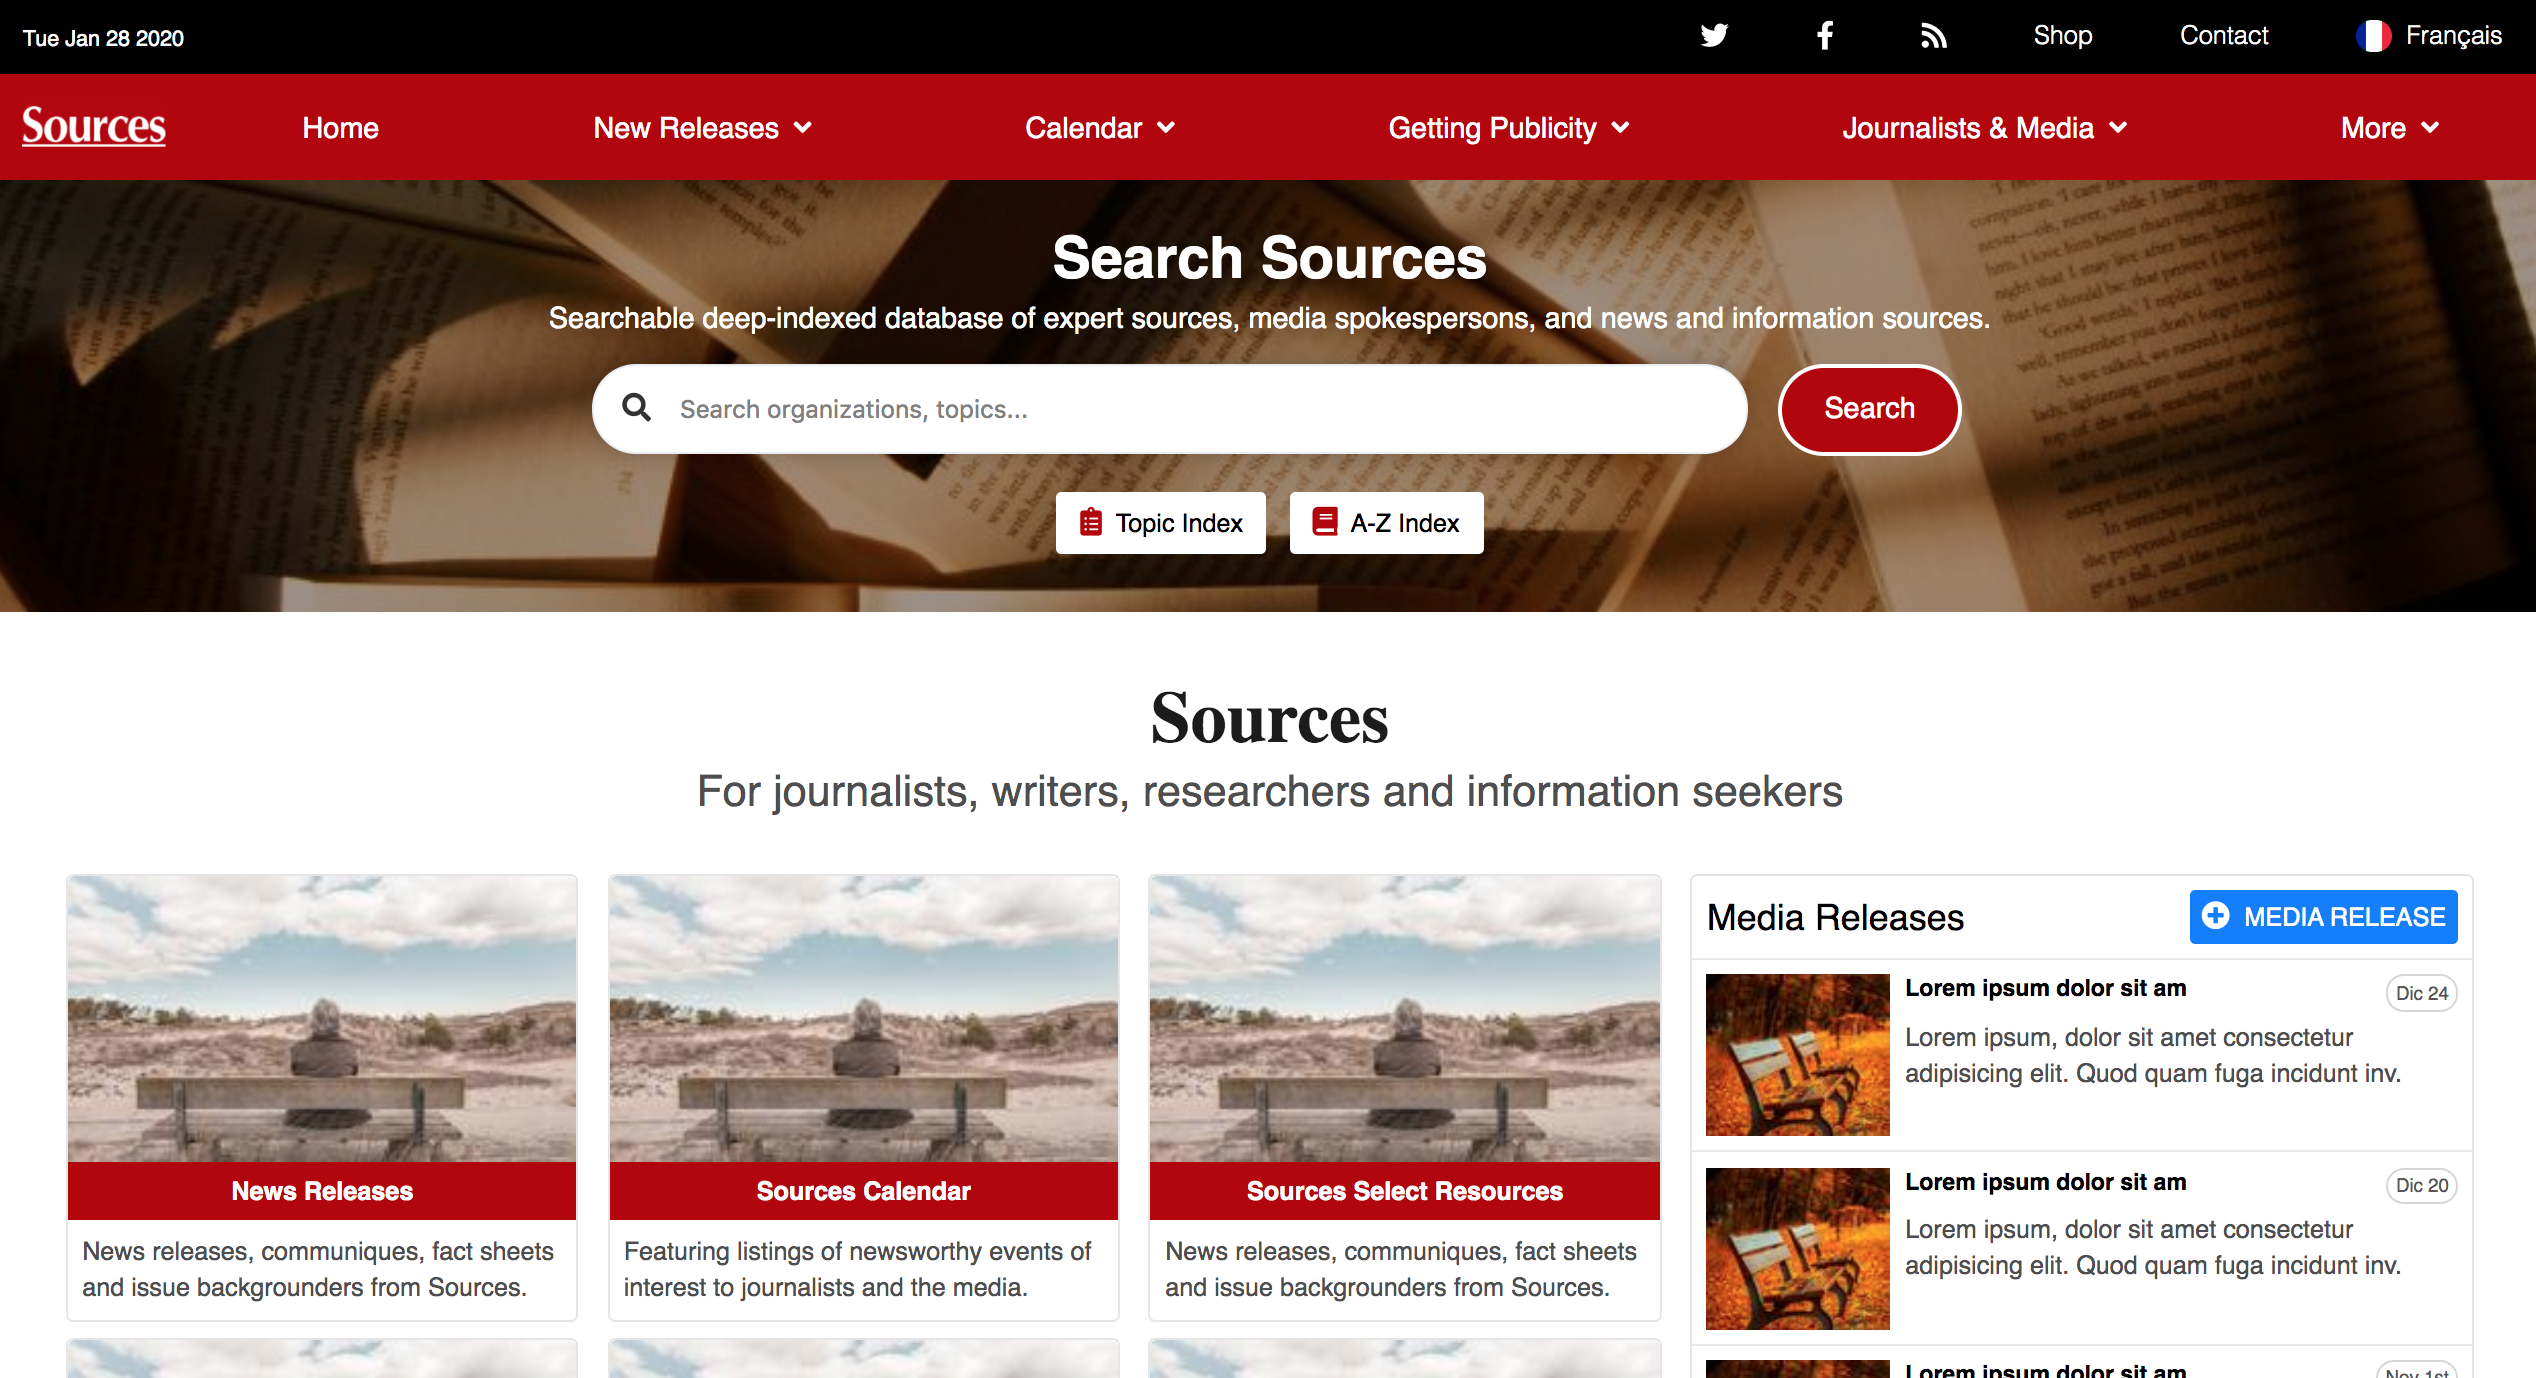 Tue Jan 28 2020
Shop
Contact
Français
Sources
Home
New Releases
Calendar
Getting Publicity
Journalists & Media
More
Search Sources
Searchable deep-indexed database of expert sources, media spokespersons, and news and information sources.
Search organizations, topics...
Search
Topic Index
A-Z Index
Sources
For journalists, writers, researchers and information seekers
News Releases
News releases, communiques, fact sheets
and issue backgrounders from Sources.
Sources Calendar
Featuring listings of newsworthy events of
interest to journalists and the media.
Sources Select Resources
News releases, communiques, fact sheets
and issue backgrounders from Sources.
Media Releases
MEDIA RELEASE
Lorem ipsum dolor sit am
Dic 24
Lorem ipsum, dolor sit amet consectetur
adipisicing elit. Quod quam fuga incidunt inv.
Lorem ipsum dolor sit am
Dic 20
Lorem ipsum, dolor sit amet consectetur
adipisicing elit. Quod quam fuga incidunt inv.
Lorem ipsum dolor sit am
Nov 1st